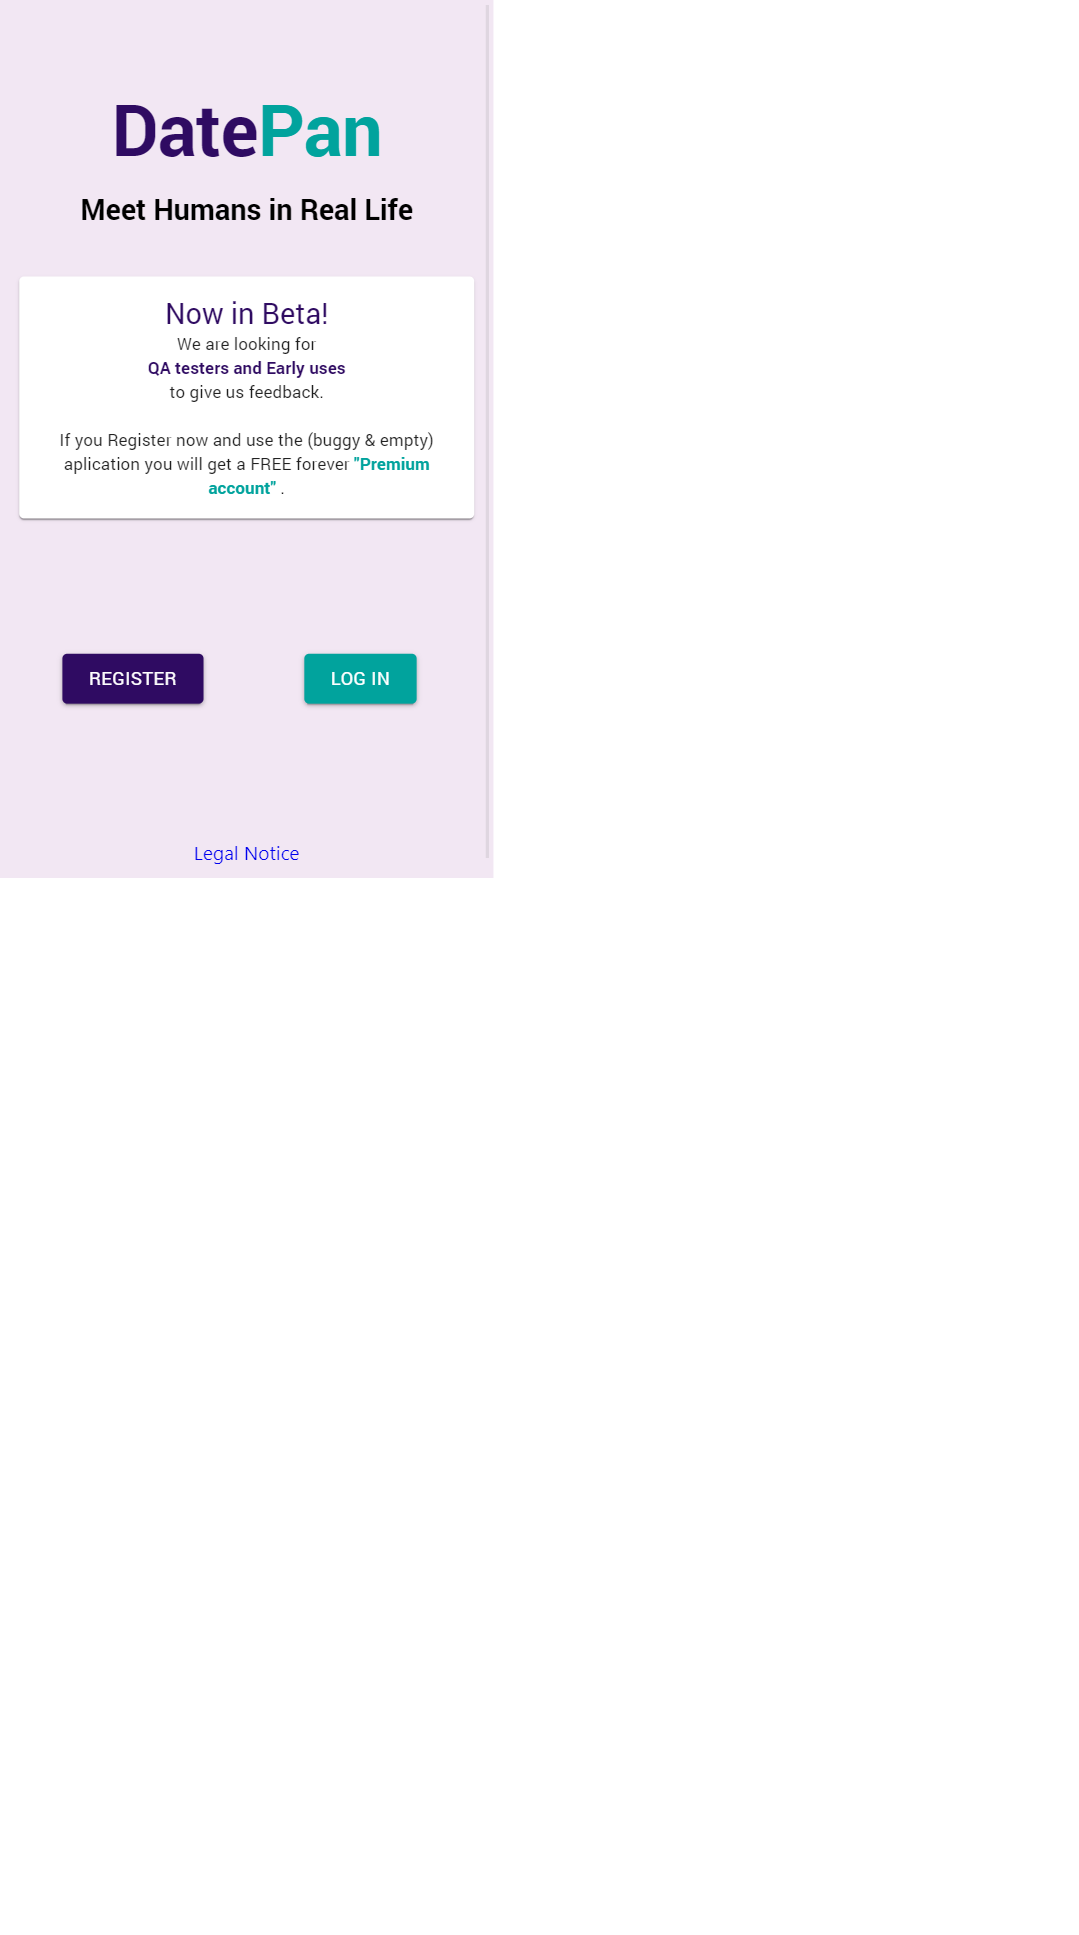 DatePan
Meet Humans in Real Life
Now in Beta!
We are looking for
QA testers and Early uses
to give us feedback.
If you Register now and use the (buggy & empty)
aplication you will get a FREE forever "Premium
account" .
REGISTER
LOG IN
Legal Notice